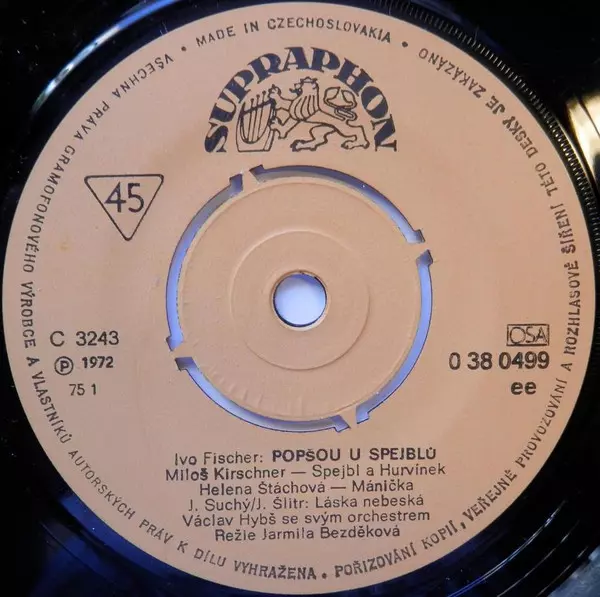 VŠECHNA PRÁVA GRAMOFONOVÉHO VÝROBCE A VLASTNÍKŮ AUTORSKÝCH PRÁV K DÍLU VYHRAŽENA. • POŘIZOVÁNÍ KOPIÍ, VEŘEJNÉ PROVOZOVÁNÍ A ROZHLASOVÉ ŠÍŘENÍ TÉTO DESKY JE ZAKÁZÁNO
• MADE IN CZECHOSLOVAKIA •
SUPRAPHON
45
C 3243
Ⓟ 1972
75 1
OSA
0 38 0499
ee
Ivo Fischer: POPŠOU U SPEJBLŮ
Miloš Kirschner — Spejbl a Hurvínek
Helena Štáchová — Mánička
J. Suchý/J. Šlitr: Láska nebeská
Václav Hybš se svým orchestrem
Režie Jarmila Bezděková